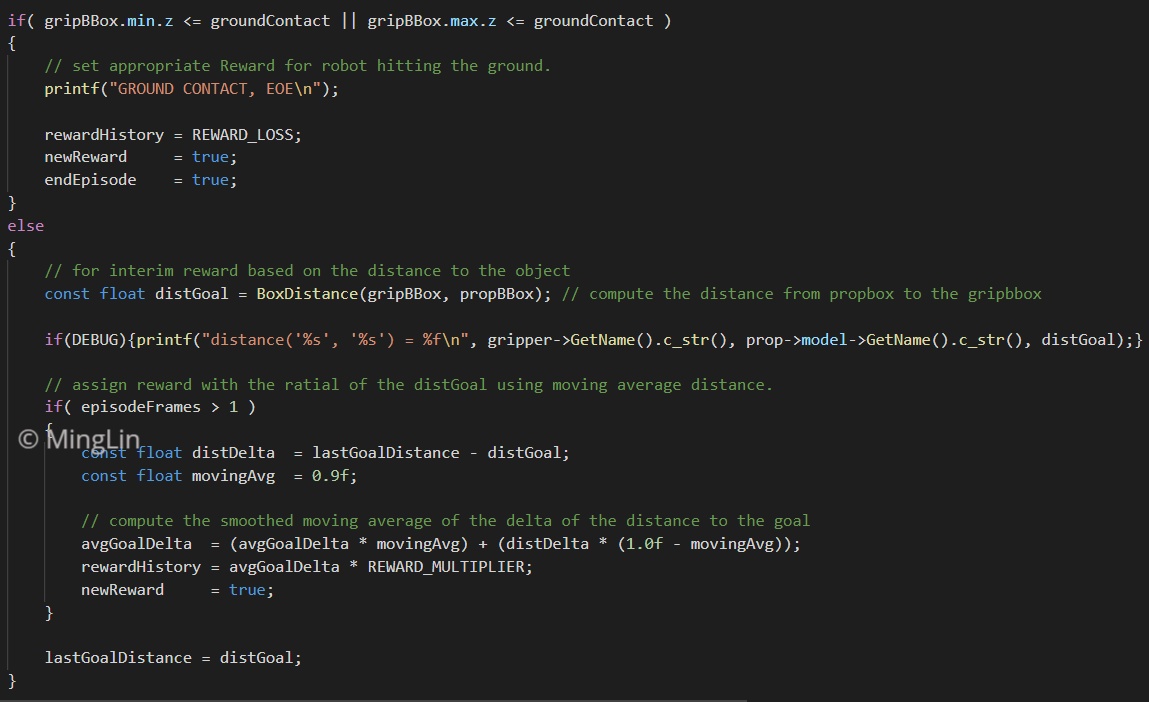 if( gripBBox.min.z <= groundContact || gripBBox.max.z <= groundContact )
{
    // set appropriate Reward for robot hitting the ground.
    printf("GROUND CONTACT, EOE\n");
    rewardHistory = REWARD_LOSS;
    newReward     = true;
    endEpisode    = true;
}
else
{
    // for interim reward based on the distance to the object
    const float distGoal = BoxDistance(gripBBox, propBBox); // compute the distance from propbox to the gripbbox
    if(DEBUG){printf("distance('%s', '%s') = %f\n", gripper->GetName().c_str(), prop->model->GetName().c_str(), distGoal);}
    // assign reward with the ratial of the distGoal using moving average distance.
    if( episodeFrames > 1 )
    {
© MingLin
        const float distDelta  = lastGoalDistance - distGoal;
        const float movingAvg  = 0.9f;
        // compute the smoothed moving average of the delta of the distance to the goal
        avgGoalDelta  = (avgGoalDelta * movingAvg) + (distDelta * (1.0f - movingAvg));
        rewardHistory = avgGoalDelta * REWARD_MULTIPLIER;
        newReward     = true;
    }
    lastGoalDistance = distGoal;
}